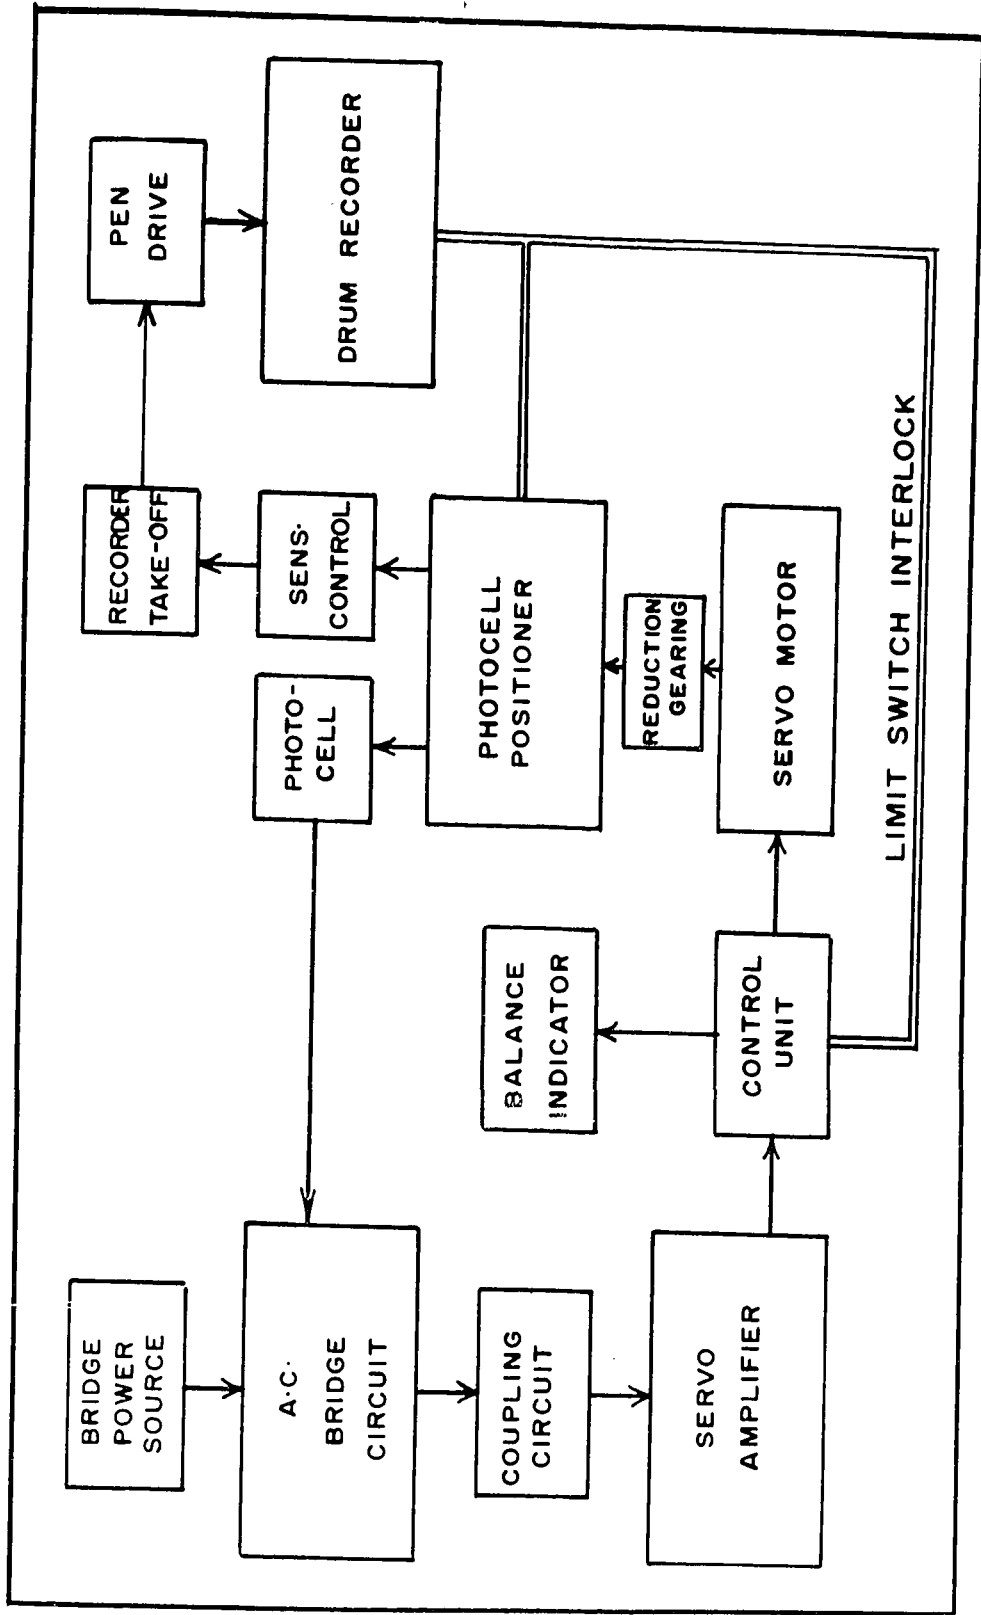 BRIDGE
POWER
SOURCE
A.C.
BRIDGE
CIRCUIT
COUPLING
CIRCUIT
SERVO
AMPLIFIER
BALANCE
INDICATOR
CONTROL
UNIT
PHOTO-
CELL
PHOTOCELL
POSITIONER
REDUCTION
GEARING
SERVO MOTOR
RECORDER
TAKE-OFF
SENS.
CONTROL
PEN
DRIVE
DRUM RECORDER
LIMIT SWITCH INTERLOCK